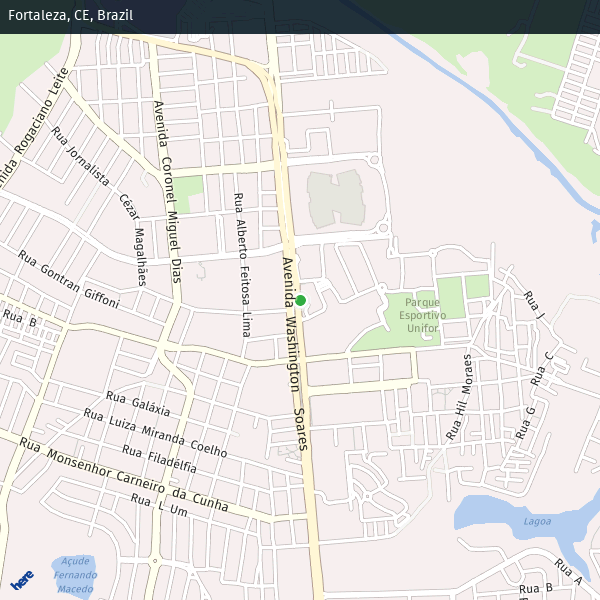 Fortaleza, CE, Brazil
Avenida Rogaciano Leite
Rua Jornalista Cézar Magalhães
Avenida Coronel Miguel Dias
Rua Alberto Feitosa Lima
Rua Gontran Giffoni
Rua B
Avenida Washington Soares
Parque
Esportivo
Unifor
Rua J
Rua C
Rua G
Rua Hil Moraes
Rua Galáxia
Rua Luiza Miranda Coelho
Rua Filadélfia
Rua Monsenhor Carneiro da Cunha
Rua L Um
Lagoa
Açude
Fernando
Macedo
Rua A
Rua B
here